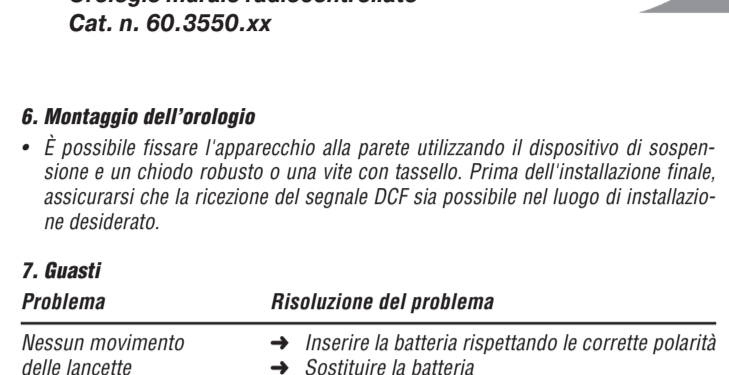 Orologio murale radiocontrollato
Cat. n. 60.3550.xx
6. Montaggio dell'orologio
• È possibile fissare l'apparecchio alla parete utilizzando il dispositivo di sospen-
sione e un chiodo robusto o una vite con tassello. Prima dell'installazione finale,
assicurarsi che la ricezione del segnale DCF sia possibile nel luogo di installazio-
ne desiderato.
7. Guasti
Problema Risoluzione del problema
Nessun movimento ➜ Inserire la batteria rispettando le corrette polarità
delle lancette ➜ Sostituire la batteria